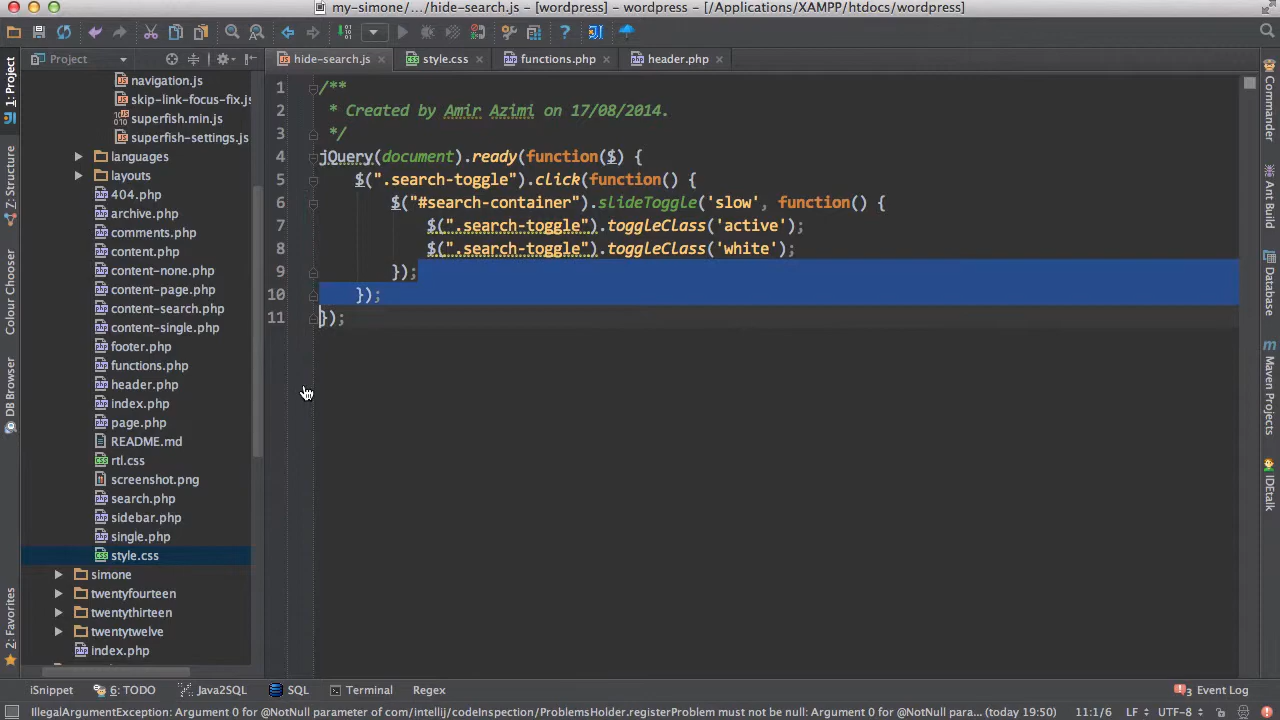 my-simone/.../hide-search.js - [wordpress] - wordpress - [/Applications/XAMPP/htdocs/wordpress]
Project
hide-search.js
style.css
functions.php
header.php
1: Project
Z: Structure
Colour Chooser
DB Browser
2: Favorites
navigation.js
skip-link-focus-fix.js
superfish.min.js
superfish-settings.js
languages
layouts
404.php
archive.php
comments.php
content.php
content-none.php
content-page.php
content-search.php
content-single.php
footer.php
functions.php
header.php
index.php
page.php
README.md
rtl.css
screenshot.png
search.php
sidebar.php
single.php
style.css
simone
twentyfourteen
twentythirteen
twentytwelve
index.php
1 /**
2  * Created by Amir Azimi on 17/08/2014.
3  */
4 jQuery(document).ready(function($) {
5     $(".search-toggle").click(function() {
6         $("#search-container").slideToggle('slow', function() {
7             $(".search-toggle").toggleClass('active');
8             $(".search-toggle").toggleClass('white');
9         });
10     });
11 });
Commander
Ant Build
Database
Maven Projects
IDEtalk
iSnippet
6: TODO
Java2SQL
SQL
Terminal
Regex
3 Event Log
IllegalArgumentException: Argument 0 for @NotNull parameter of com/intellij/codeInspection/ProblemsHolder.registerProblem must not be null: Argument 0 for @NotNull para... (today 19:50)
11:1/6
LF
UTF-8